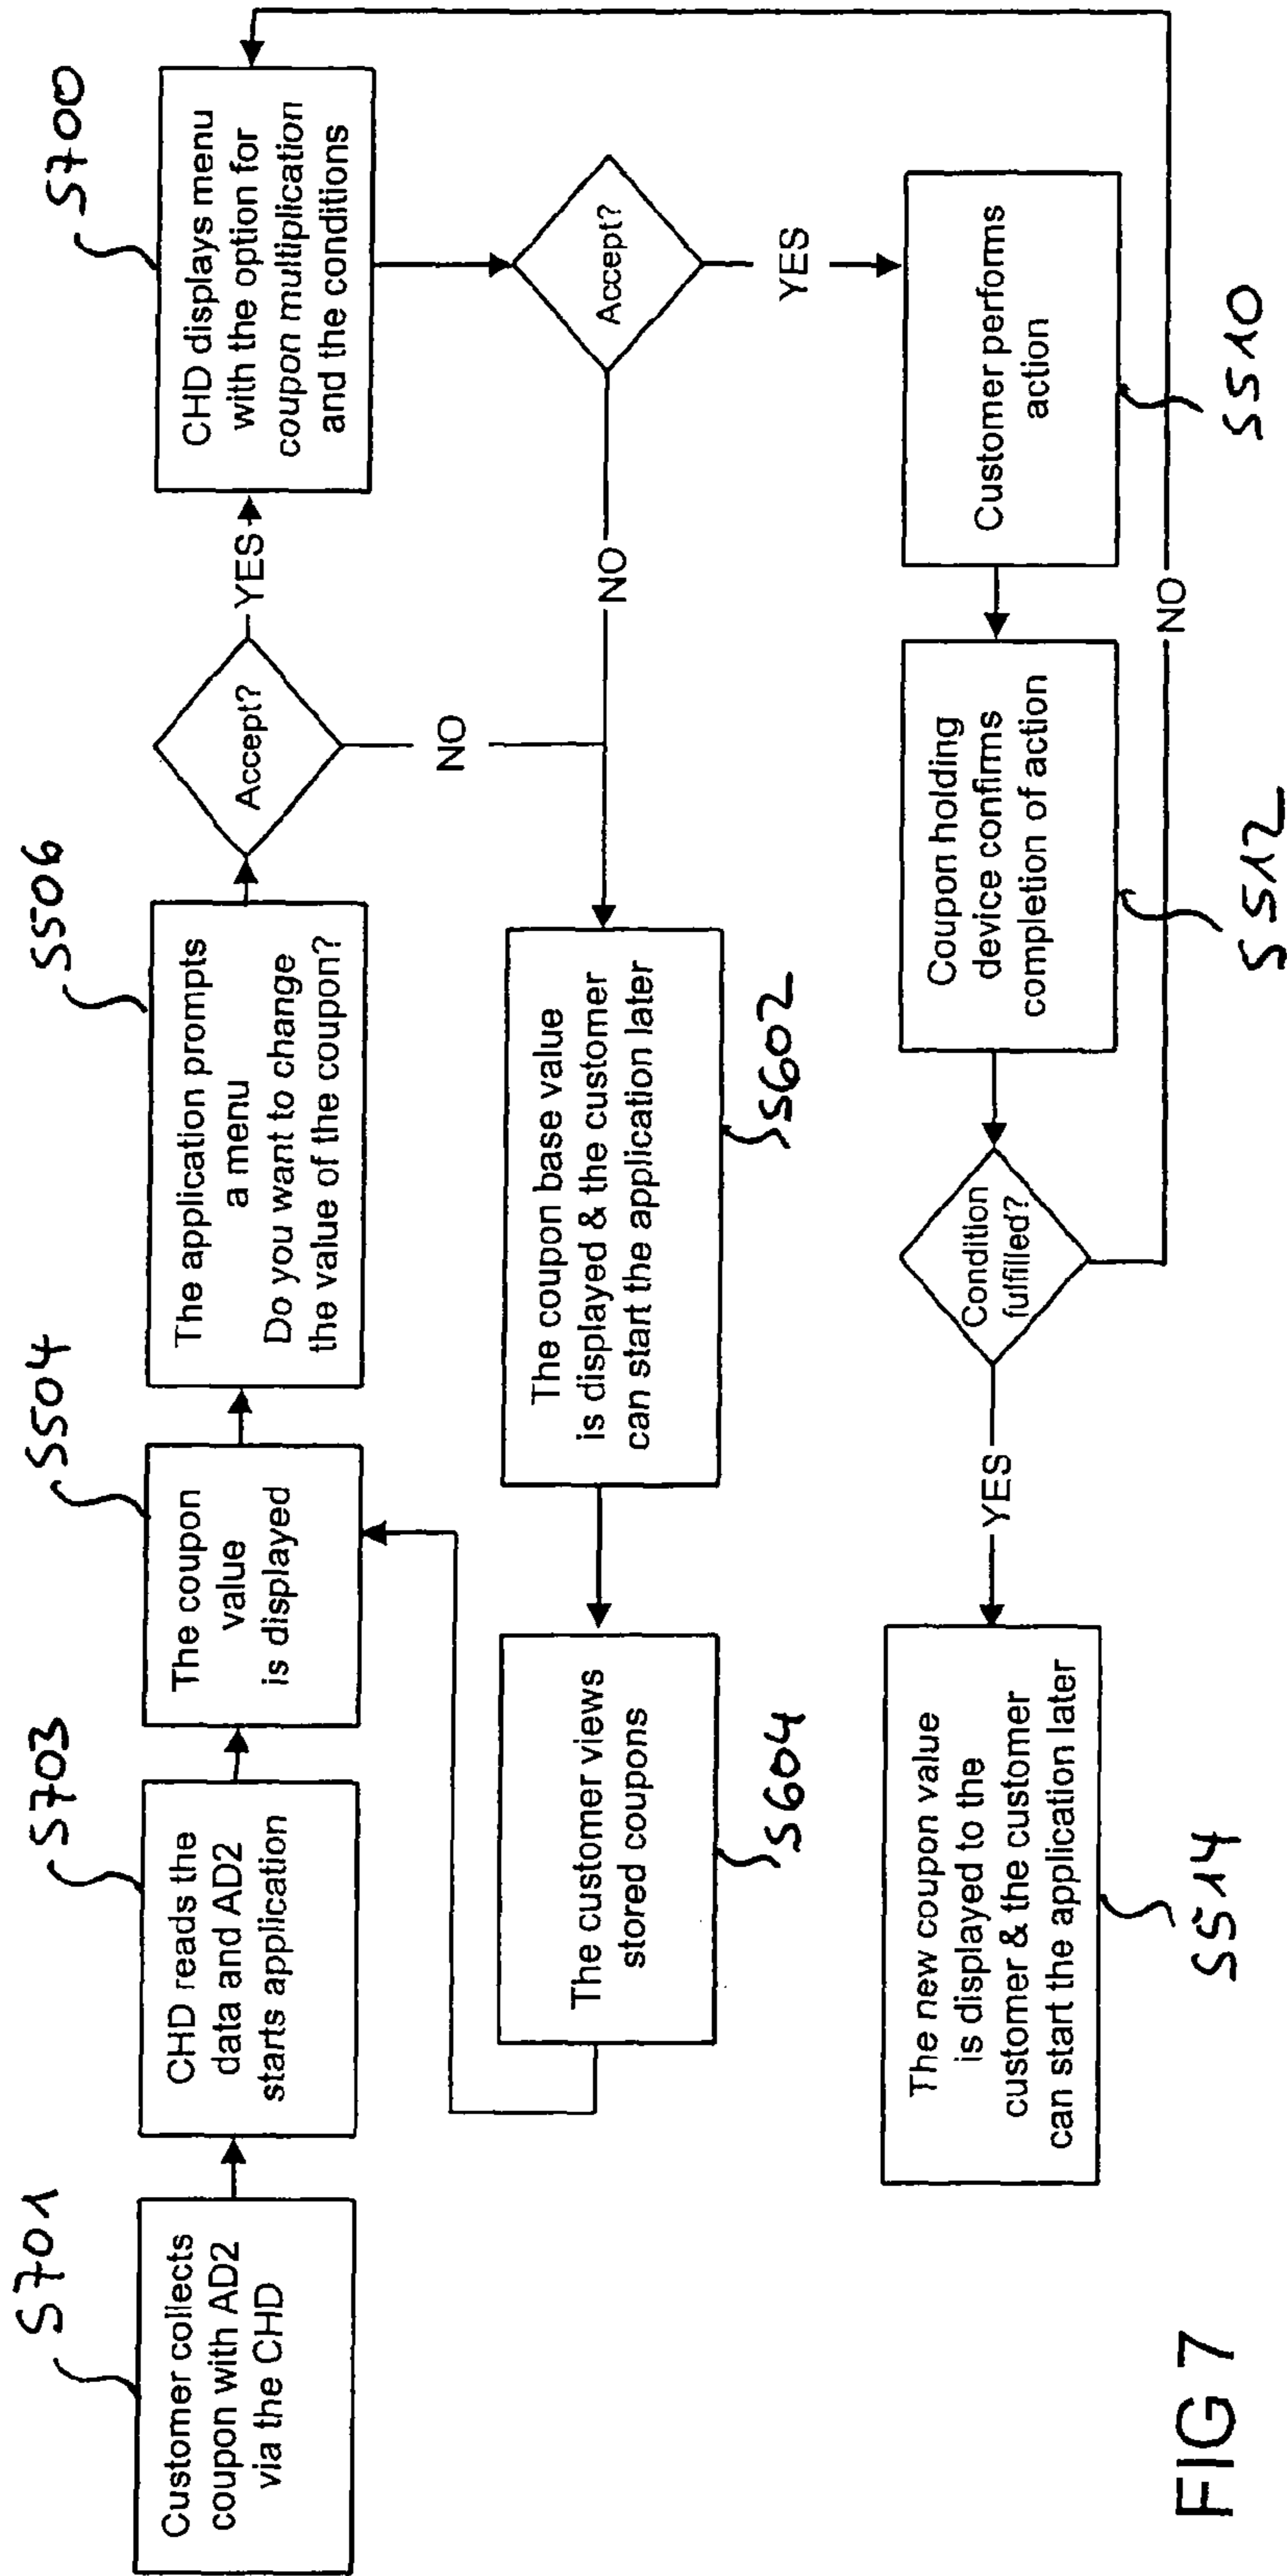 S701
Customer collects
coupon with AD2
via the CHD
S703
CHD reads the
data and AD2
starts application
S504
The coupon
value
is displayed
S506
The application prompts
a menu
Do you want to change
the value of the coupon?
Accept?
YES
NO
S700
CHD displays menu
with the option for
coupon multiplication
and the conditions
Accept?
NO
YES
The coupon base value
is displayed & the customer
can start the application later
S602
The customer views
stored coupons
S604
Customer performs
action
S510
Coupon holding
device confirms
completion of action
S512
Condition
fulfilled?
NO
YES
The new coupon value
is displayed to the
customer & the customer
can start the application later
S514
FIG 7